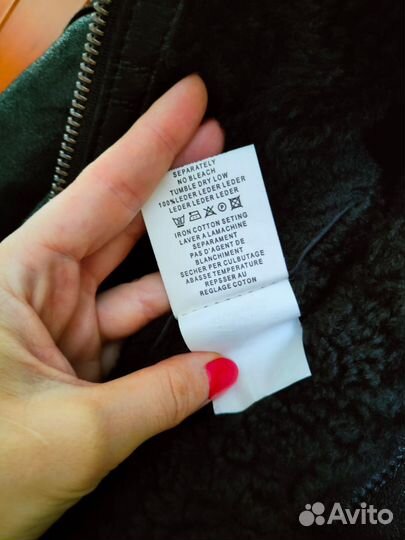 SEPARATELY
NO BLEACH
TUMBLE DRY LOW
100%LEDER LEDER LEDER
LEDER LEDER LEDER
IRON COTTON SETING
LAVER A LAMACHINE
SEPARAMENT
PAS D'AGENT DE
BLANCHIMENT
SECHER PER CULBUTAGE
ABASSE TEMPERATURE
REPSSER AU
REGLAGE COTON
Avito